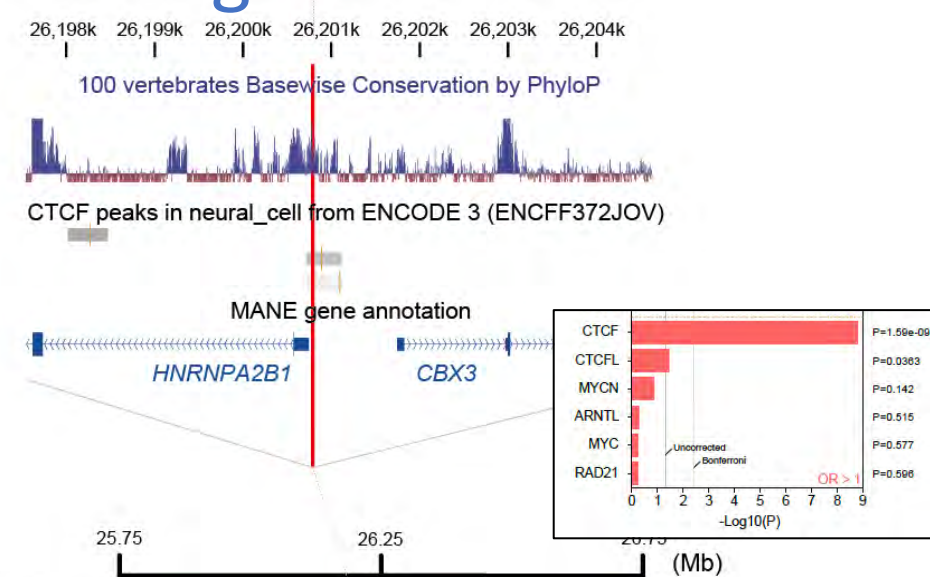 26,198k 26,199k 26,200k 26,201k 26,202k 26,203k 26,204k
100 vertebrates Basewise Conservation by PhyloP
CTCF peaks in neural_cell from ENCODE 3 (ENCFF372JOV)
MANE gene annotation
HNRNPA2B1 CBX3
CTCF P=1.59e-09
CTCFL P=0.0363
MYCN P=0.142
ARNTL P=0.515
MYC P=0.577
RAD21 P=0.596
Uncorrected
Bonferroni
OR > 1
0 1 2 3 4 5 6 7 8 9
-Log10(P)
25.75 26.25 26.75
(Mb)